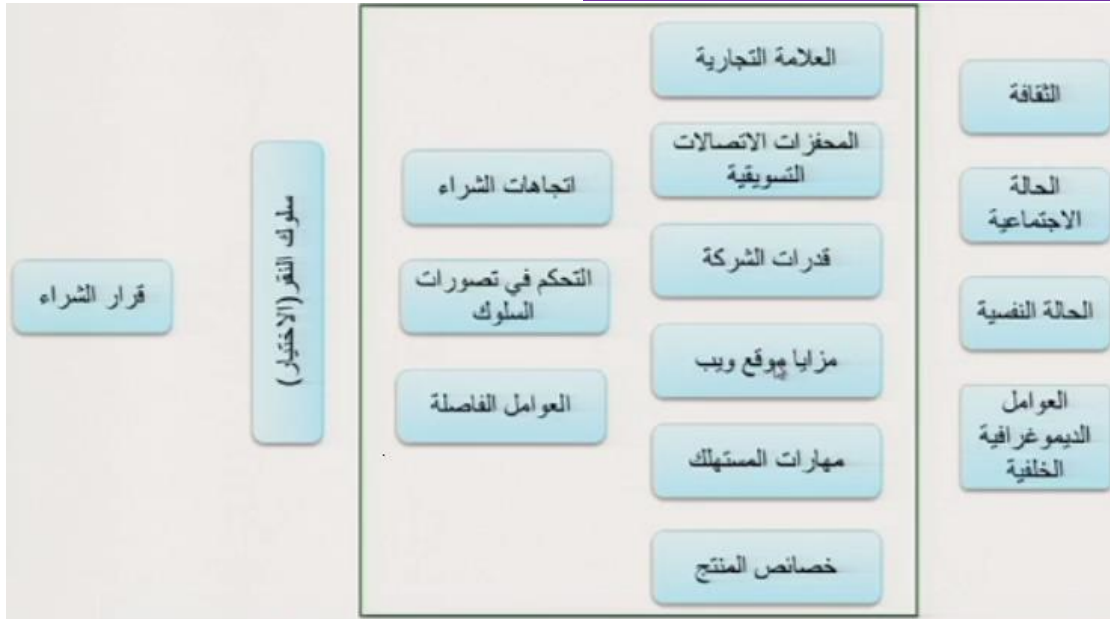 الثقافة
الحالة
الاجتماعية
الحالة النفسية
العوامل
الديموغرافية
الخلفية
العلامة التجارية
المحفزات الاتصالات
التسويقية
قدرات الشركة
مزايا موقع ويب
مهارات المستهلك
خصائص المنتج
اتجاهات الشراء
التحكم في تصورات
السلوك
العوامل الفاصلة
سلوك النقر (الاختيار)
قرار الشراء